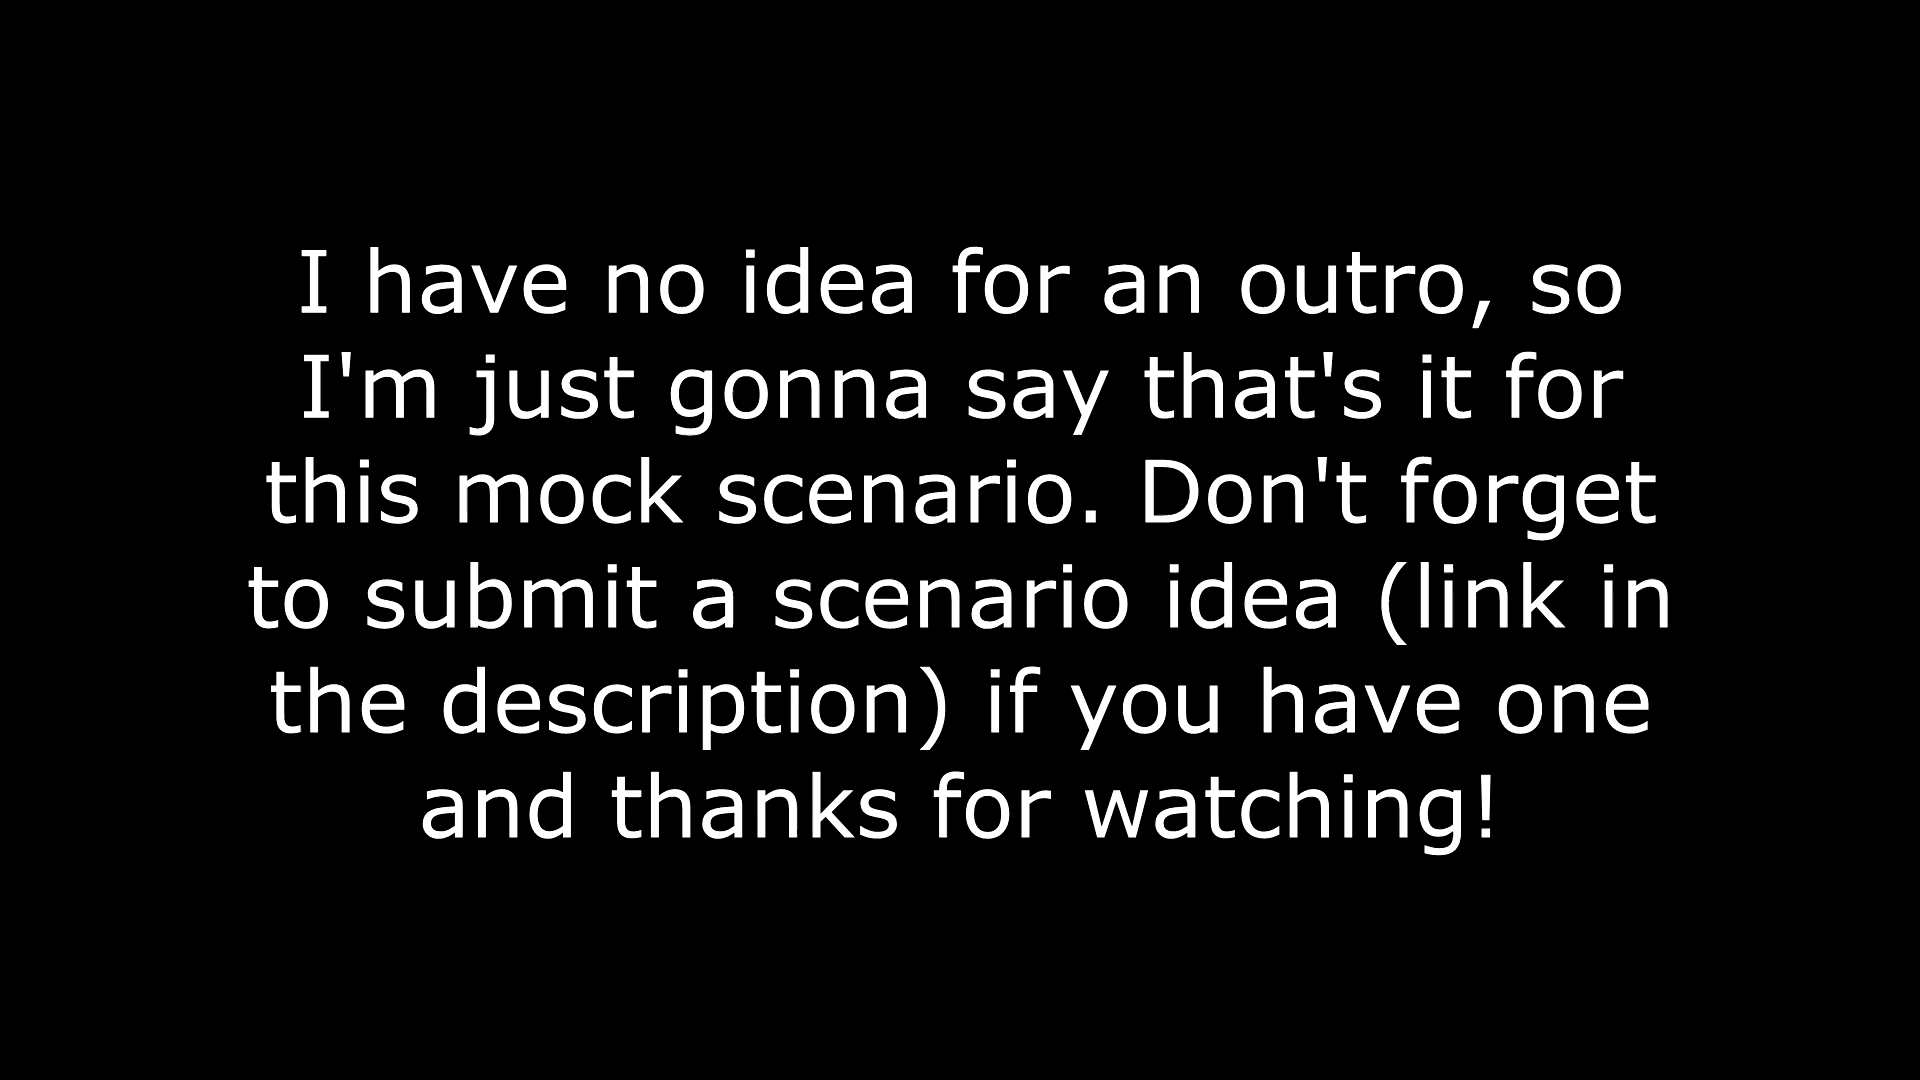 I have no idea for an outro, so
I'm just gonna say that's it for
this mock scenario. Don't forget
to submit a scenario idea (link in
the description) if you have one
and thanks for watching!